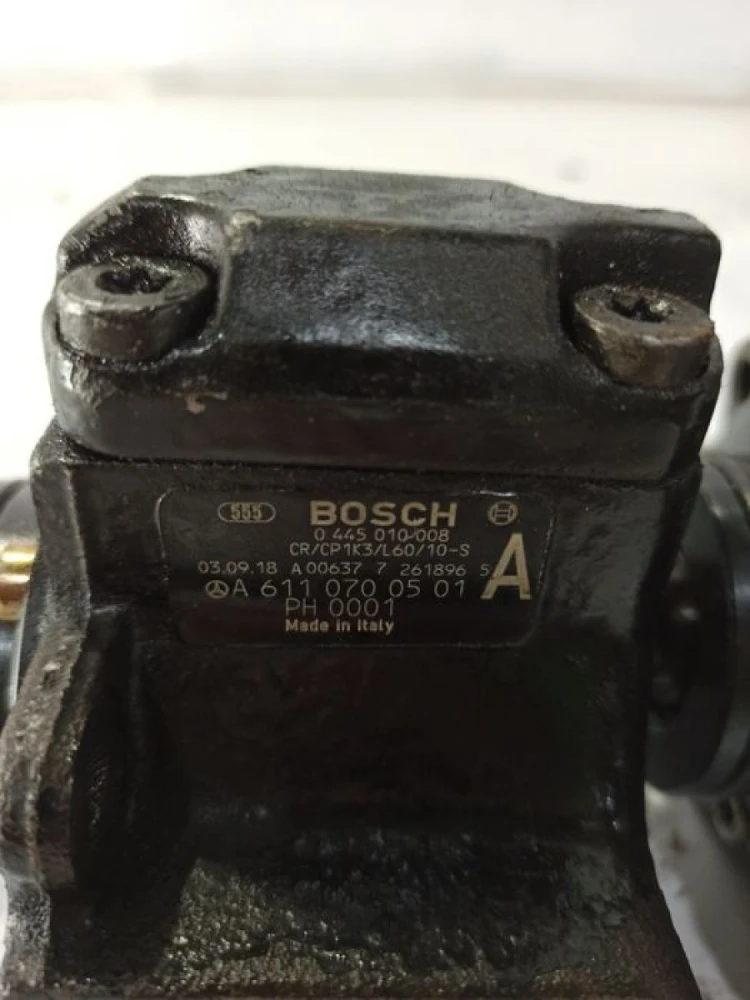 555 BOSCH
0 445 010 008
CR/CP1K3/L60/10-S
03.09.18 A 00637 7 261896 5
A 611 070 05 01 A
PH 0001
Made in Italy